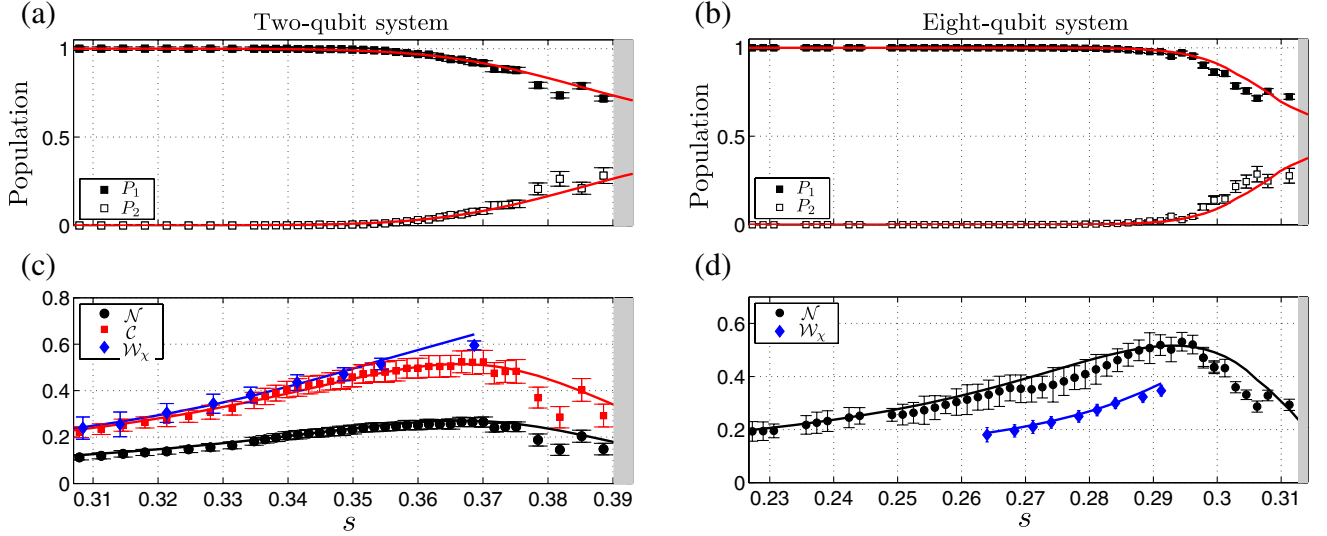 (a)
Two-qubit system
Population
1
0.5
0
P₁
P₂
(b)
Eight-qubit system
Population
1
0.5
0
P₁
P₂
(c)
0.8
0.6
0.4
0.2
0
𝒩
𝒞
𝒲χ
0.31 0.32 0.33 0.34 0.35 0.36 0.37 0.38 0.39
s
(d)
0.6
0.4
0.2
0
𝒩
𝒲χ
0.23 0.24 0.25 0.26 0.27 0.28 0.29 0.3 0.31
s